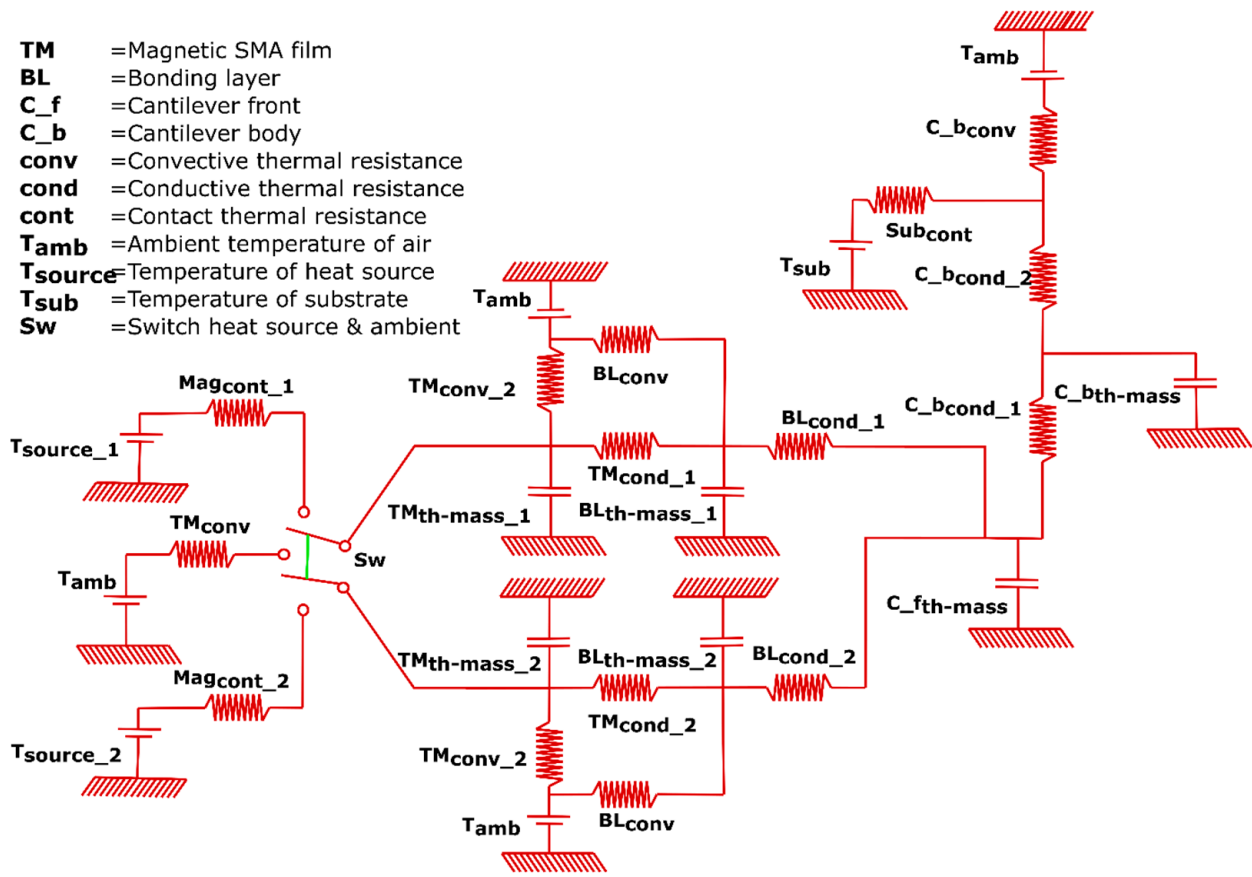 TM =Magnetic SMA film
BL =Bonding layer
C_f =Cantilever front
C_b =Cantilever body
conv =Convective thermal resistance
cond =Conductive thermal resistance
cont =Contact thermal resistance
Tamb =Ambient temperature of air
Tsource=Temperature of heat source
Tsub =Temperature of substrate
Sw =Switch heat source & ambient
Tamb
C_bconv
Subcont
Tsub
C_bcond_2
Tamb
BLconv
TMconv_2
Magcont_1
Tsource_1
C_bth-mass
C_bcond_1
BLcond_1
TMcond_1
TMth-mass_1
BLth-mass_1
TMconv
Sw
Tamb
C_fth-mass
TMth-mass_2
BLth-mass_2
BLcond_2
Magcont_2
TMcond_2
Tsource_2
TMconv_2
Tamb
BLconv